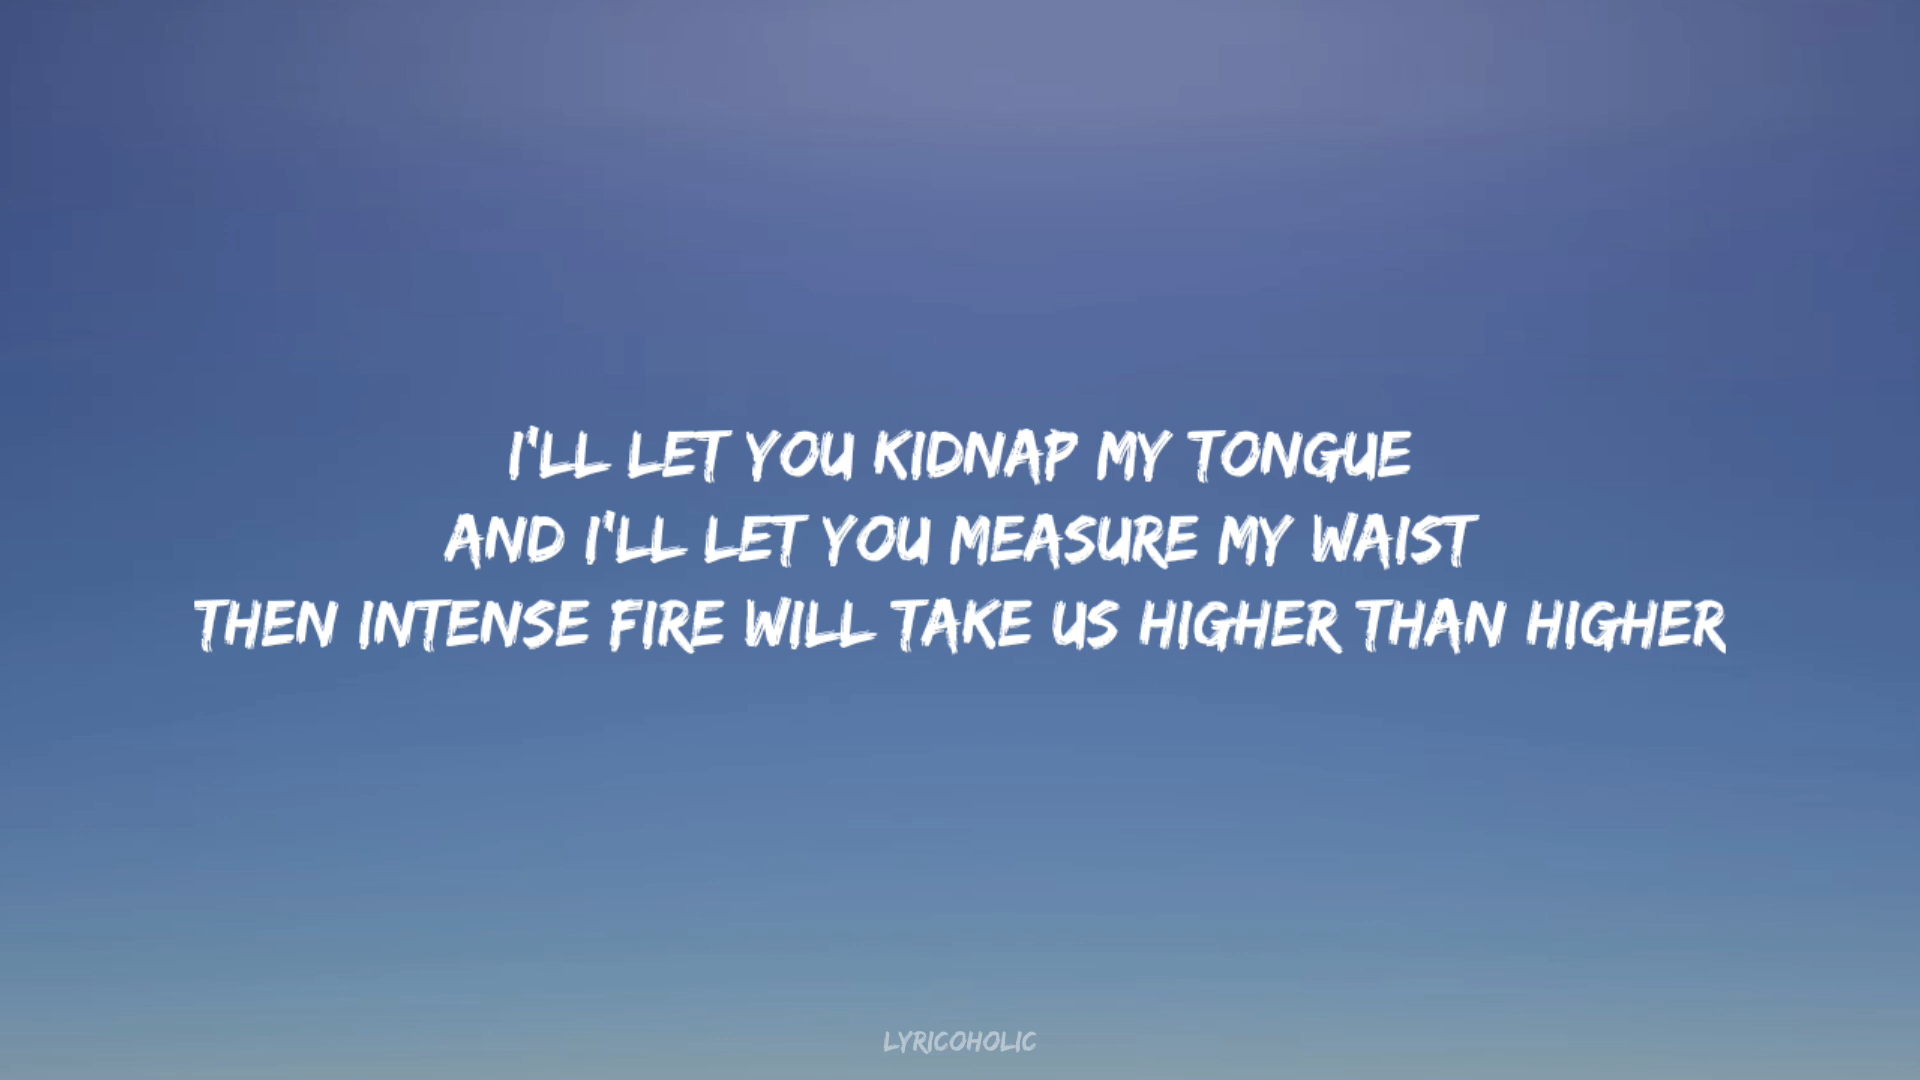 I'LL LET YOU KIDNAP MY TONGUE
AND I'LL LET YOU MEASURE MY WAIST
THEN INTENSE FIRE WILL TAKE US HIGHER THAN HIGHER
LYRICOHOLIC